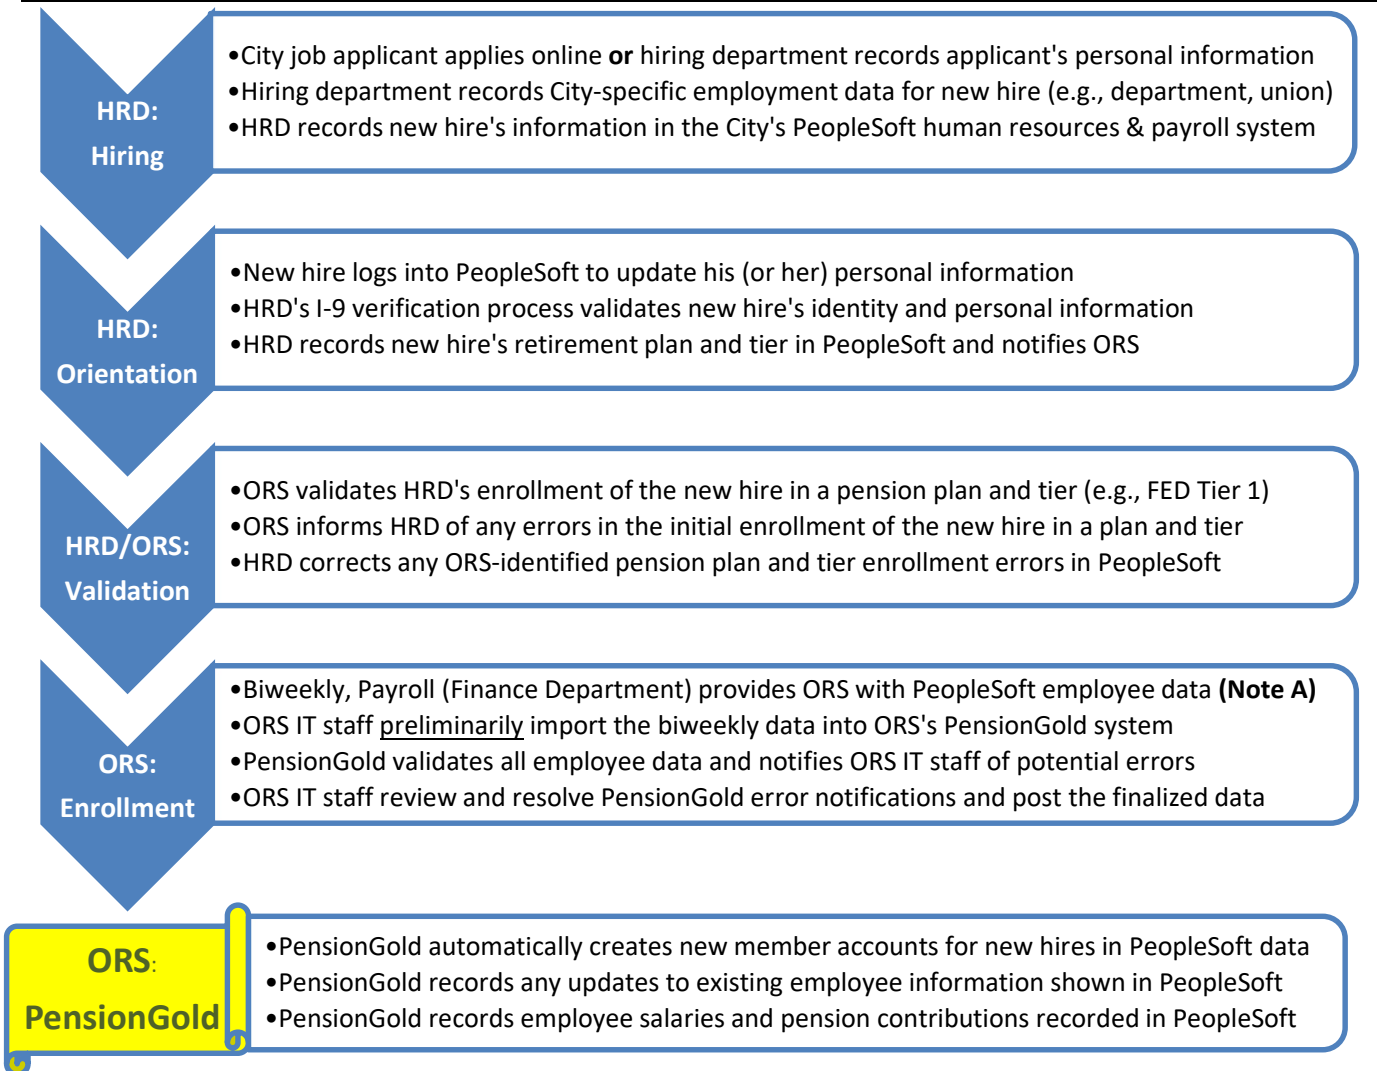 HRD:
Hiring
•City job applicant applies online or hiring department records applicant's personal information
•Hiring department records City-specific employment data for new hire (e.g., department, union)
•HRD records new hire's information in the City's PeopleSoft human resources & payroll system
HRD:
Orientation
•New hire logs into PeopleSoft to update his (or her) personal information
•HRD's I-9 verification process validates new hire's identity and personal information
•HRD records new hire's retirement plan and tier in PeopleSoft and notifies ORS
HRD/ORS:
Validation
•ORS validates HRD's enrollment of the new hire in a pension plan and tier (e.g., FED Tier 1)
•ORS informs HRD of any errors in the initial enrollment of the new hire in a plan and tier
•HRD corrects any ORS-identified pension plan and tier enrollment errors in PeopleSoft
ORS:
Enrollment
•Biweekly, Payroll (Finance Department) provides ORS with PeopleSoft employee data (Note A)
•ORS IT staff preliminarily import the biweekly data into ORS's PensionGold system
•PensionGold validates all employee data and notifies ORS IT staff of potential errors
•ORS IT staff review and resolve PensionGold error notifications and post the finalized data
ORS:
PensionGold
•PensionGold automatically creates new member accounts for new hires in PeopleSoft data
•PensionGold records any updates to existing employee information shown in PeopleSoft
•PensionGold records employee salaries and pension contributions recorded in PeopleSoft